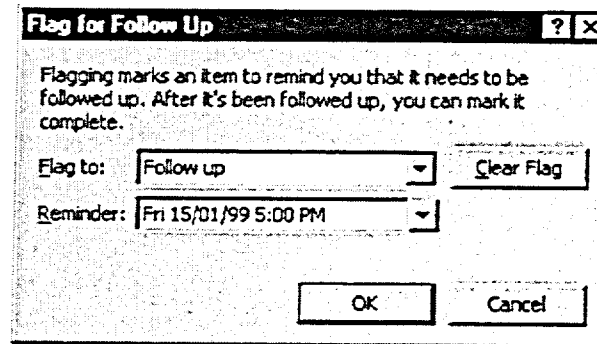 Flag for Follow Up
Flagging marks an item to remind you that it needs to be
followed up. After it's been followed up, you can mark it
complete.
Flag to: Follow up Clear Flag
Reminder: Fri 15/01/99 5:00 PM
OK Cancel